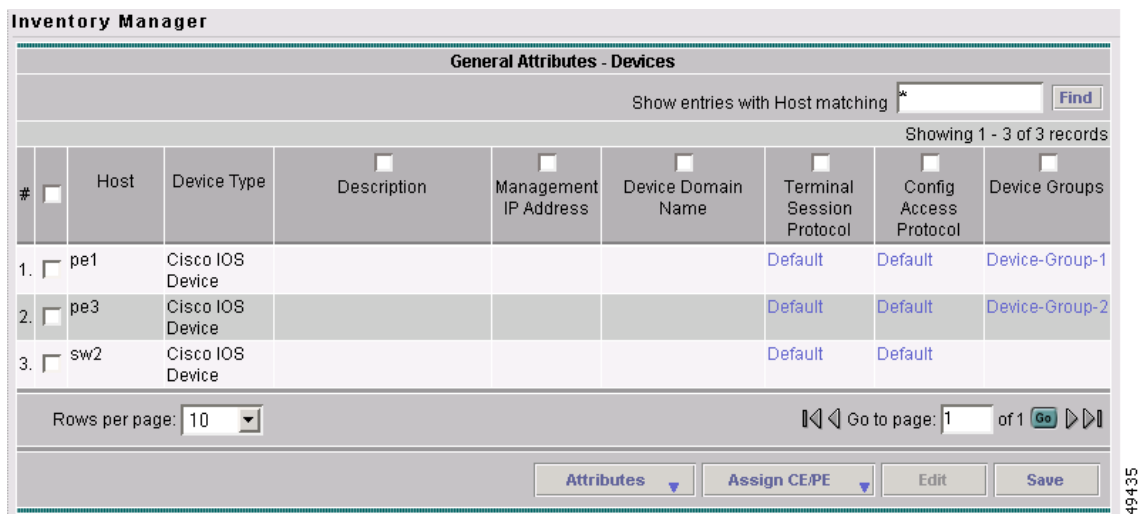 Inventory Manager
General Attributes - Devices
Show entries with Host matching * Find
Showing 1 - 3 of 3 records
# Host Device Type Description Management IP Address Device Domain Name Terminal Session Protocol Config Access Protocol Device Groups
1. pe1 Cisco IOS Device Default Default Device-Group-1
2. pe3 Cisco IOS Device Default Default Device-Group-2
3. sw2 Cisco IOS Device Default Default
Rows per page: 10 Go to page: 1 of 1 Go
Attributes Assign CE/PE Edit Save
49435